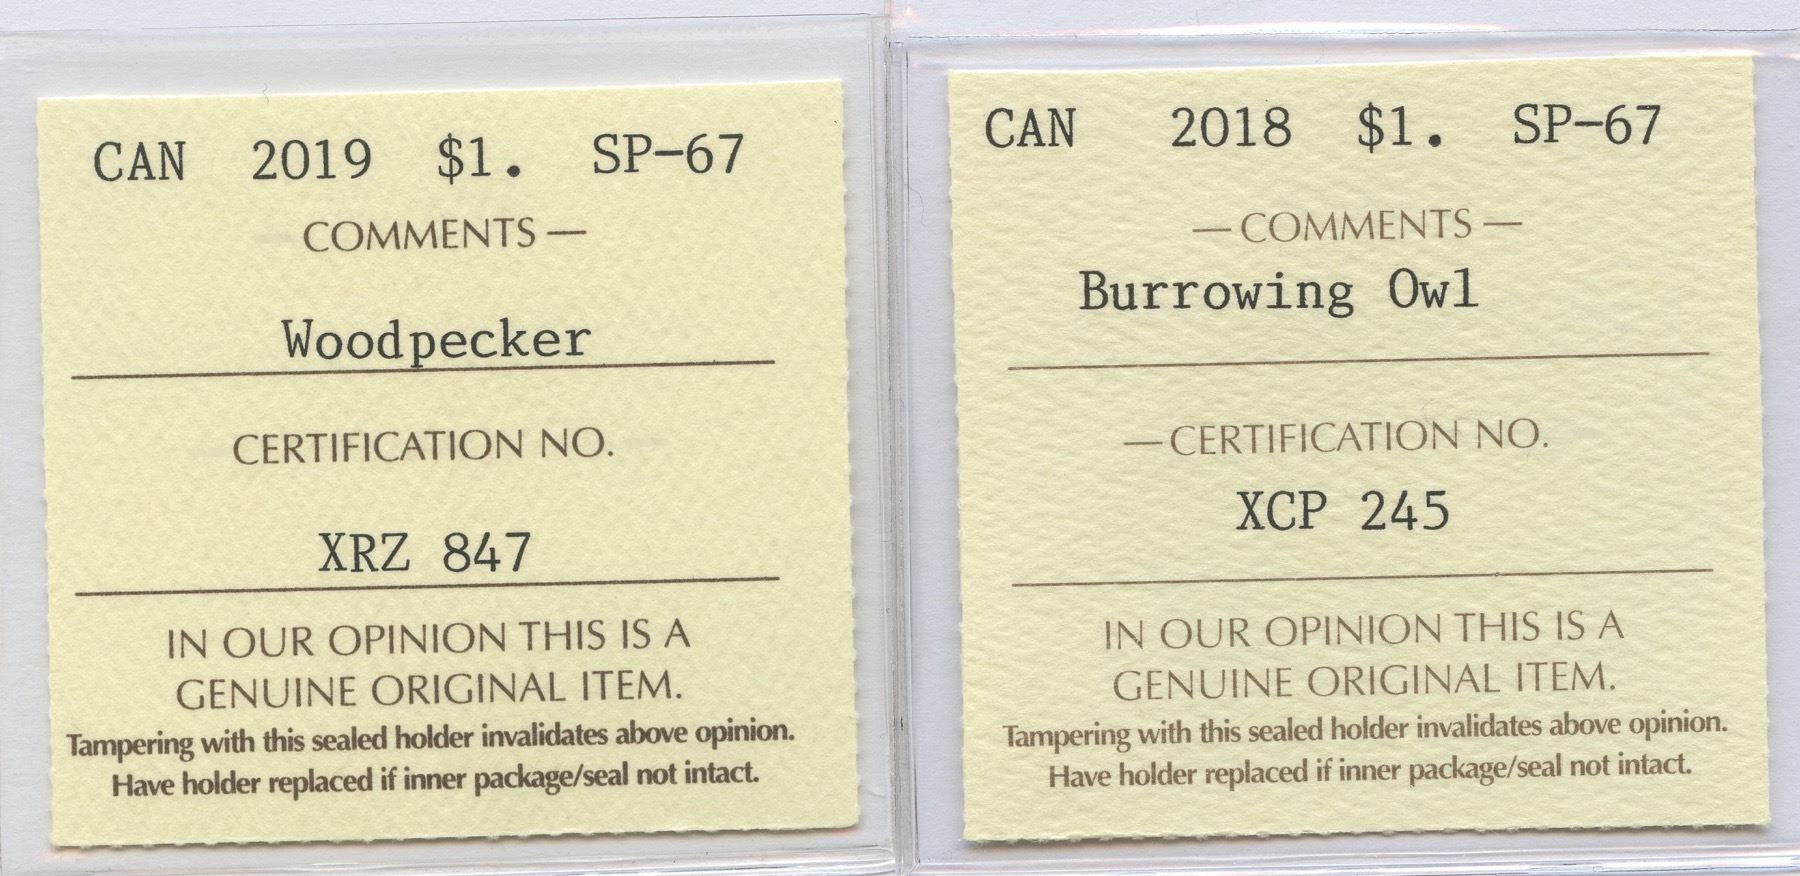 CAN 2019 $1. SP-67
COMMENTS —
Woodpecker
CERTIFICATION NO.
XRZ 847
IN OUR OPINION THIS IS A
GENUINE ORIGINAL ITEM.
Tampering with this sealed holder invalidates above opinion.
Have holder replaced if inner package/seal not intact.
CAN 2018 $1. SP-67
— COMMENTS —
Burrowing Owl
—CERTIFICATION NO.
XCP 245
IN OUR OPINION THIS IS A
GENUINE ORIGINAL ITEM.
Tampering with this sealed holder invalidates above opinion.
Have holder replaced if inner package/seal not intact.